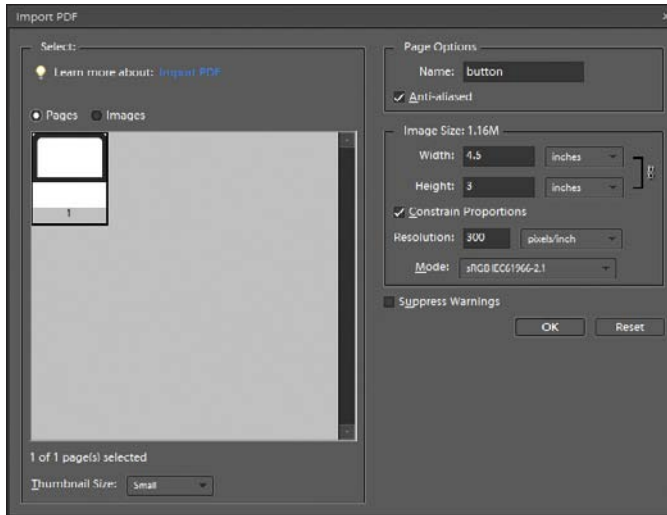 Import PDF
Select:
Learn more about: Import PDF
Pages Images
1
1 of 1 page(s) selected
Thumbnail Size: Small
Page Options
Name: button
Anti-aliased
Image Size: 1.16M
Width: 4.5 inches
Height: 3 inches
Constrain Proportions
Resolution: 300 pixels/inch
Mode: sRGB IEC61966-2.1
Suppress Warnings
OK Reset